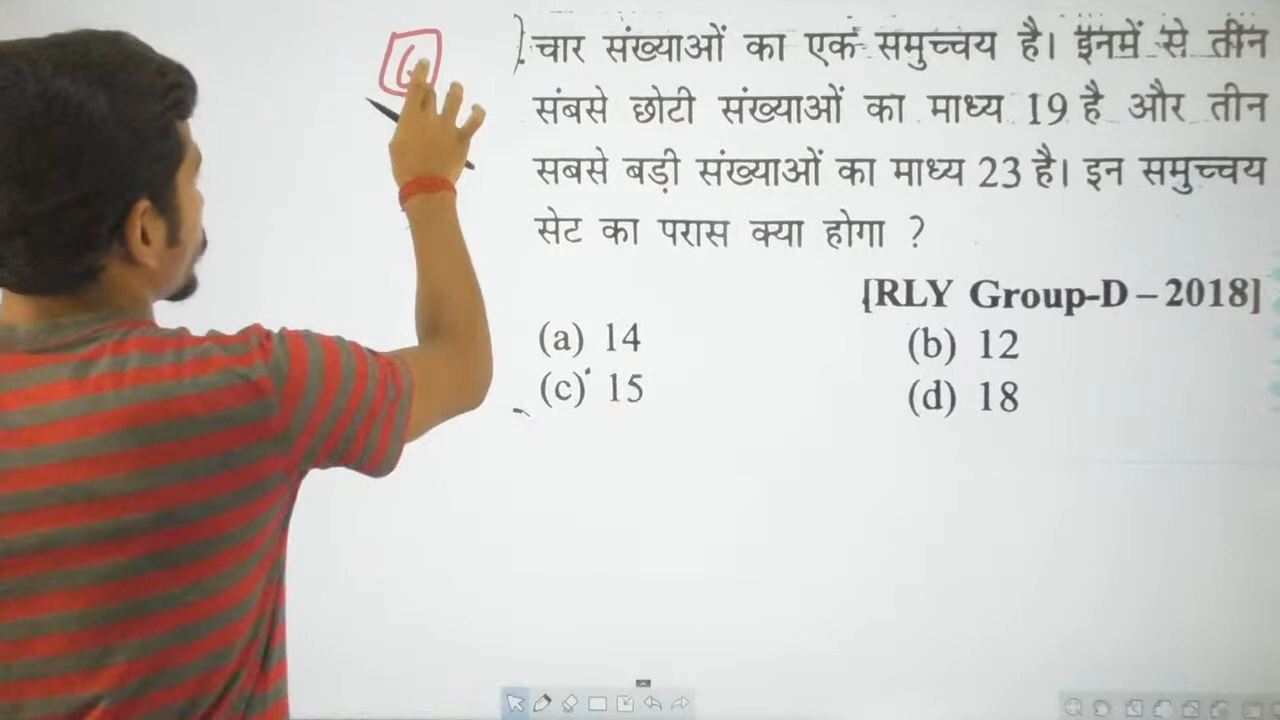 चार संख्याओं का एक समुच्चय है। इनमें से तीन
संबसे छोटी संख्याओं का माध्य 19 है और तीन
सबसे बड़ी संख्याओं का माध्य 23 है। इन समुच्चय
सेट का परास क्या होगा ?
[RLY Group-D – 2018]
(a) 14 (b) 12
(c) 15 (d) 18